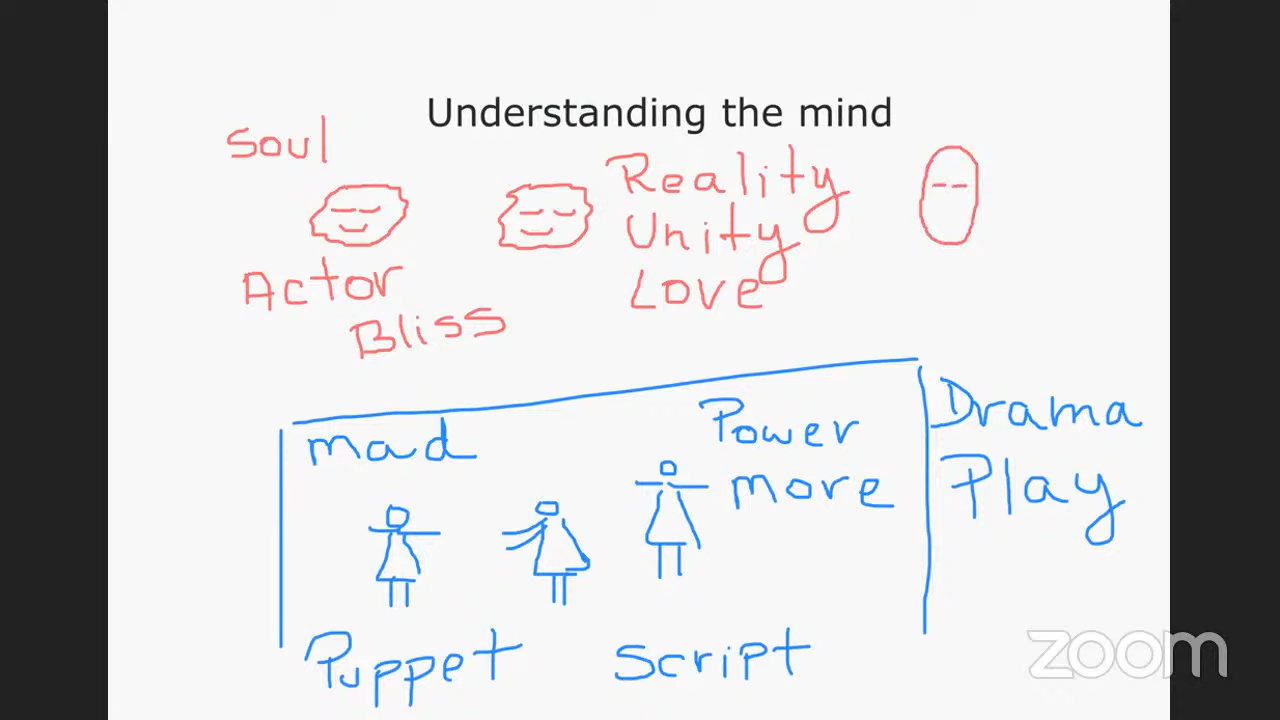 Understanding the mind
Soul
Reality
Unity
Love
Actor
Bliss
mad
Power
more
Drama
Play
Puppet
Script
zoom